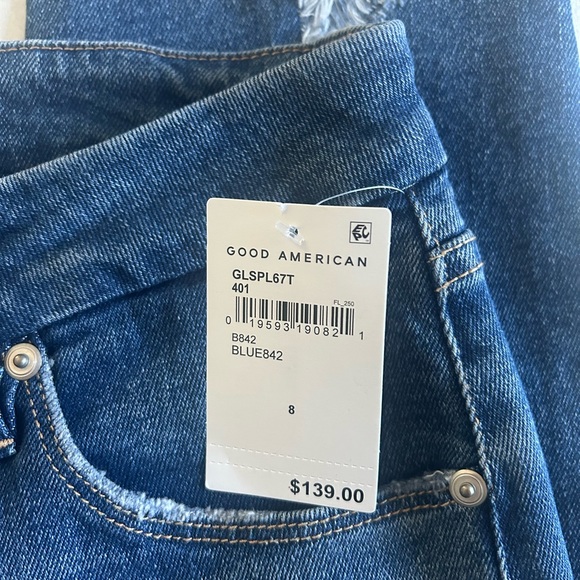 GOOD AMERICAN
GLSPL67T
401
FL_250
0 19593 19082 1
B842
BLUE842
8
$139.00